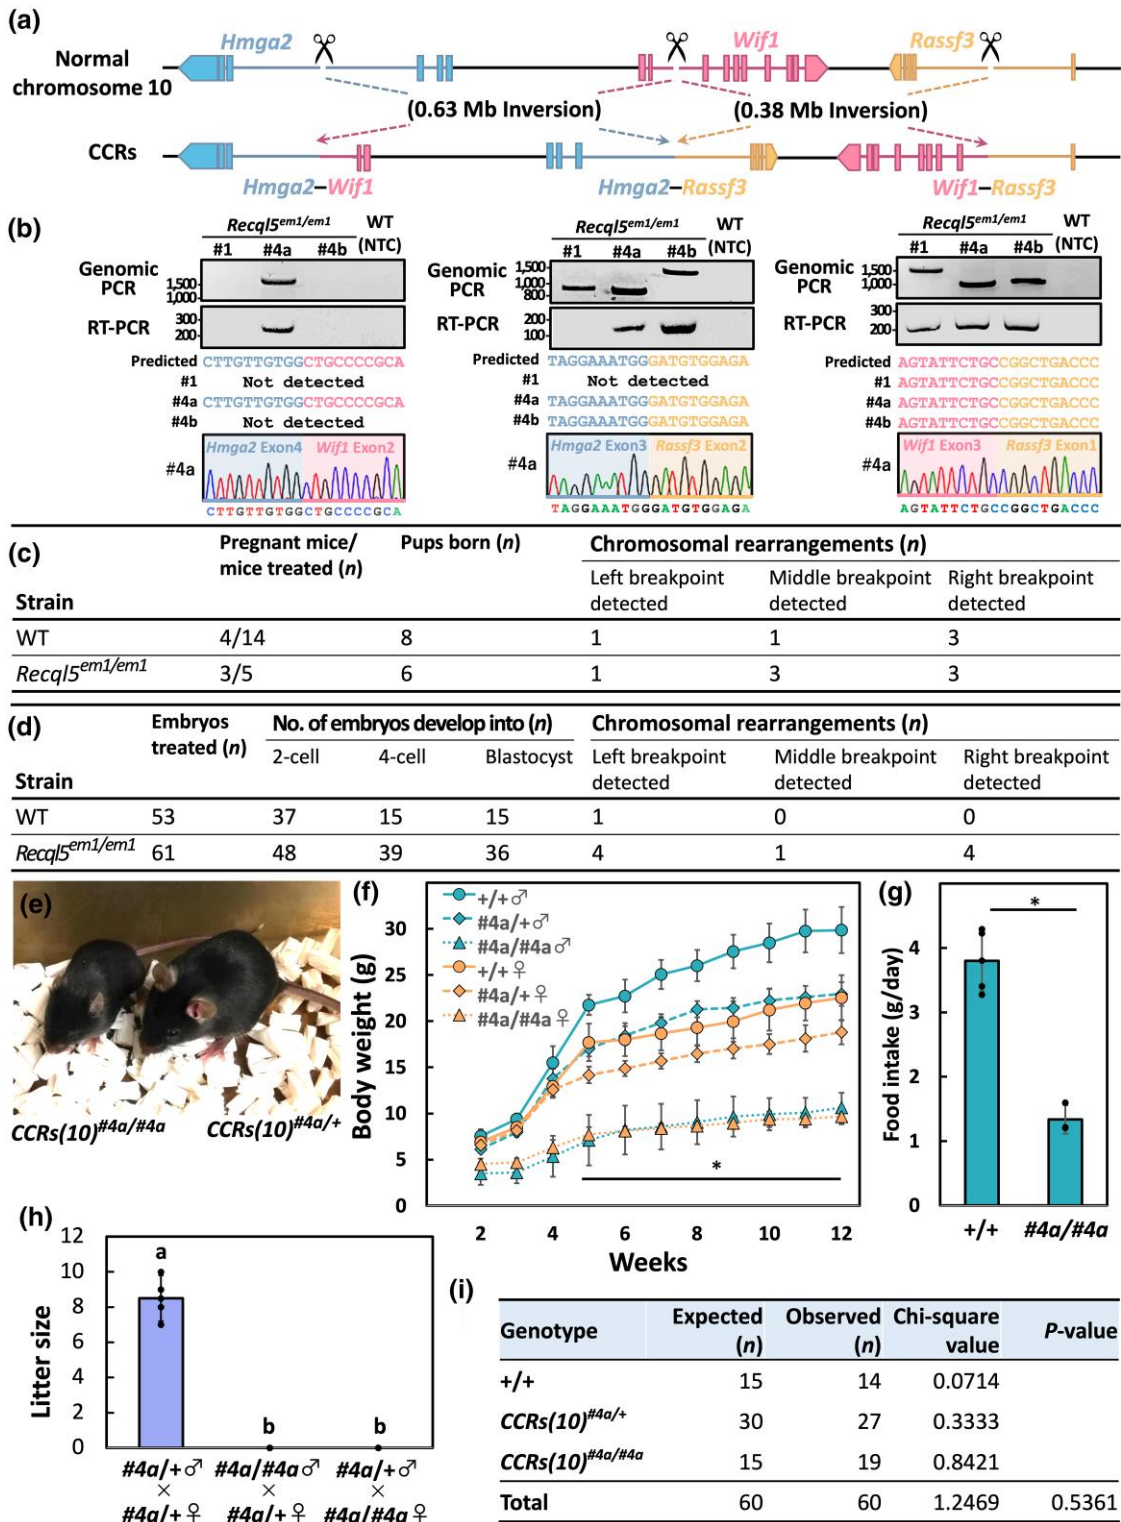 (a)
Hmga2
Wif1
Rassf3
Normal
chromosome 10
(0.63 Mb Inversion)
(0.38 Mb Inversion)
CCRs
Hmga2–Wif1
Hmga2–Rassf3
Wif1–Rassf3
(b)
Recql5em1/em1 WT
#1 #4a #4b (NTC)
Genomic
PCR
1,500
1,000
RT-PCR
300
200
Predicted CTTGTTGTGGCTGCCCCGCA
#1 Not detected
#4a CTTGTTGTGGCTGCCCCGCA
#4b Not detected
Hmga2 Exon4 Wif1 Exon2
#4a
CTTGTTGTGGCTGCCCCGCA
Recql5em1/em1 WT
#1 #4a #4b (NTC)
Genomic
PCR
1,500
1,000
800
RT-PCR
200
100
Predicted TAGGAAATGGGATGTGGAGA
#1 Not detected
#4a TAGGAAATGGGATGTGGAGA
#4b TAGGAAATGGGATGTGGAGA
Hmga2 Exon3 Rassf3 Exon2
#4a
TAGGAAATGGGATGTGGAGA
Recql5em1/em1 WT
#1 #4a #4b (NTC)
Genomic
PCR
1,500
1,000
RT-PCR
300
200
Predicted AGTATTCTGCCGGCTGACCC
#1 AGTATTCTGCCGGCTGACCC
#4a AGTATTCTGCCGGCTGACCC
#4b AGTATTCTGCCGGCTGACCC
Wif1 Exon3 Rassf3 Exon1
#4a
AGTATTCTGCCGGCTGACCC
(c)
Pregnant mice/ Pups born (n) Chromosomal rearrangements (n)
mice treated (n)
Left breakpoint Middle breakpoint Right breakpoint
Strain detected detected detected
WT 4/14 8 1 1 3
Recql5em1/em1 3/5 6 1 3 3
(d)
Embryos No. of embryos develop into (n) Chromosomal rearrangements (n)
treated (n) 2-cell 4-cell Blastocyst Left breakpoint Middle breakpoint Right breakpoint
Strain detected detected detected
WT 53 37 15 15 1 0 0
Recql5em1/em1 61 48 39 36 4 1 4
(e)
CCRs(10)#4a/#4a CCRs(10)#4a/+
(f)
+/+♂
#4a/+♂
#4a/#4a♂
+/+♀
#4a/+♀
#4a/#4a♀
Body weight (g)
30
25
20
15
10
5
0
*
2 4 6 8 10 12
Weeks
(g)
*
Food intake (g/day)
4
3
2
1
0
+/+ #4a/#4a
(h)
Litter size
12
10
8
6
4
2
0
a b b
#4a/+♂ #4a/#4a♂ #4a/+♂
× × ×
#4a/+♀ #4a/+♀ #4a/#4a♀
(i)
Genotype Expected Observed Chi-square P-value
(n) (n) value
+/+ 15 14 0.0714
CCRs(10)#4a/+ 30 27 0.3333
CCRs(10)#4a/#4a 15 19 0.8421
Total 60 60 1.2469 0.5361